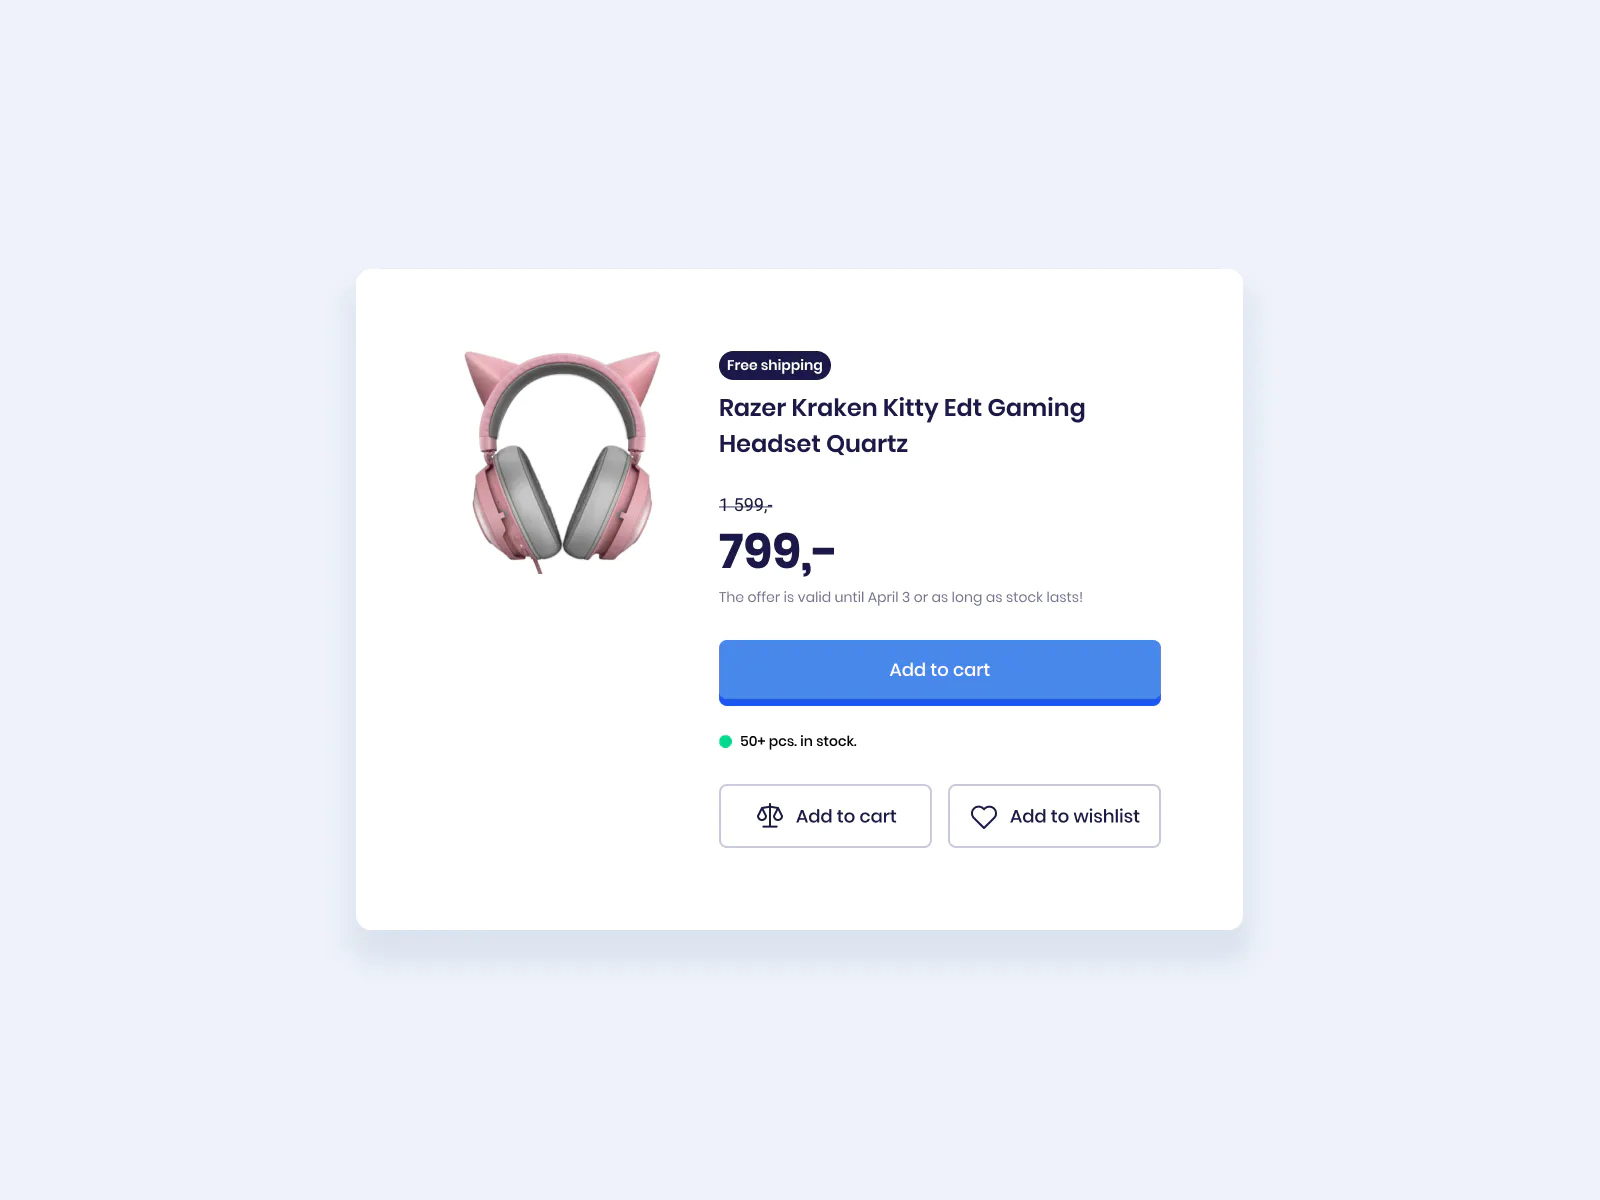 Free shipping
Razer Kraken Kitty Edt Gaming
Headset Quartz
1 599,-
799,-
The offer is valid until April 3 or as long as stock lasts!
Add to cart
50+ pcs. in stock.
Add to cart
Add to wishlist